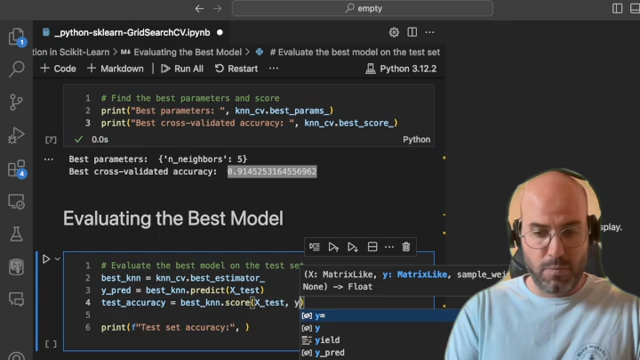 empty
_python-sklearn-GridSearchCV.ipynb
tion in Scikit-Learn > M↓ Evaluating the Best Model > # Evaluate the best model on the test set
+ Code + Markdown Run All Restart Python 3.12.2
1 # Find the best parameters and score
2 print("Best parameters: ", knn_cv.best_params_)
3 print("Best cross-validated accuracy: ", knn_cv.best_score_)
[7] ✓ 0.0s Python
... Best parameters: {'n_neighbors': 5}
Best cross-validated accuracy: 0.9145253164556962
Evaluating the Best Model
splay.
1 # Evaluate the best model on the test set
2 best_knn = knn_cv.best_estimator_
3 y_pred = best_knn.predict(X_test)
4 test_accuracy = best_knn.score(X_test, y)
5
6 print(f"Test set accuracy:", )
[ ]
(X: MatrixLike, y: MatrixLike, sample_wei
None) -> Float
y=
y
yield
y_pred
1
4